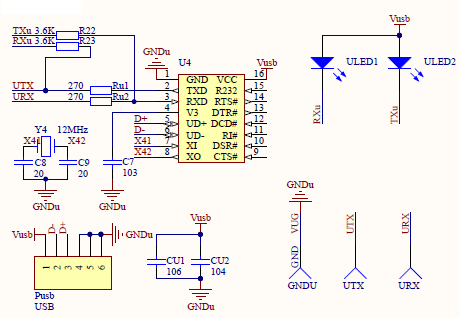 TXu 3.6K R22
RXu 3.6K R23
UTX 270 Ru1
URX 270 Ru2
GNDu
U4
Vusb
1 GND VCC 16
2 TXD R232 15
3 RXD RTS# 14
4 V3 DTR# 13
D+ 5 UD+ DCD# 12
D- 6 UD- RI# 11
X41 7 XI DSR# 10
X42 8 XO CTS# 9
Y4 12MHz
X41 X42
C8 C9
20 20
GNDu
C7
103
GNDu
Vusb
ULED1 ULED2
RXu TXu
Vusb D- D+ GNDu
1 2 3 4 5 6
Pusb
USB
Vusb
CU1 CU2
106 104
GNDu
GNDU
VUG UTX URX
GND
GNDU UTX URX